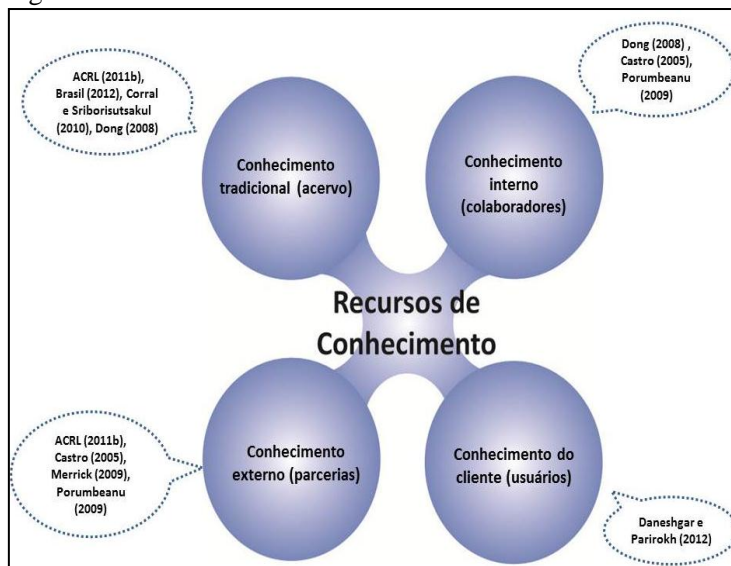 ACRL (2011b),
Brasil (2012), Corral
e Sriborisutsakul
(2010), Dong (2008)
Dong (2008) ,
Castro (2005),
Porumbeanu
(2009)
Conhecimento
tradicional (acervo)
Conhecimento
interno
(colaboradores)
Recursos de
Conhecimento
ACRL (2011b),
Castro (2005),
Merrick (2009),
Porumbeanu
(2009)
Conhecimento
externo (parcerias)
Conhecimento do
cliente (usuários)
Daneshgar e
Parirokh (2012)